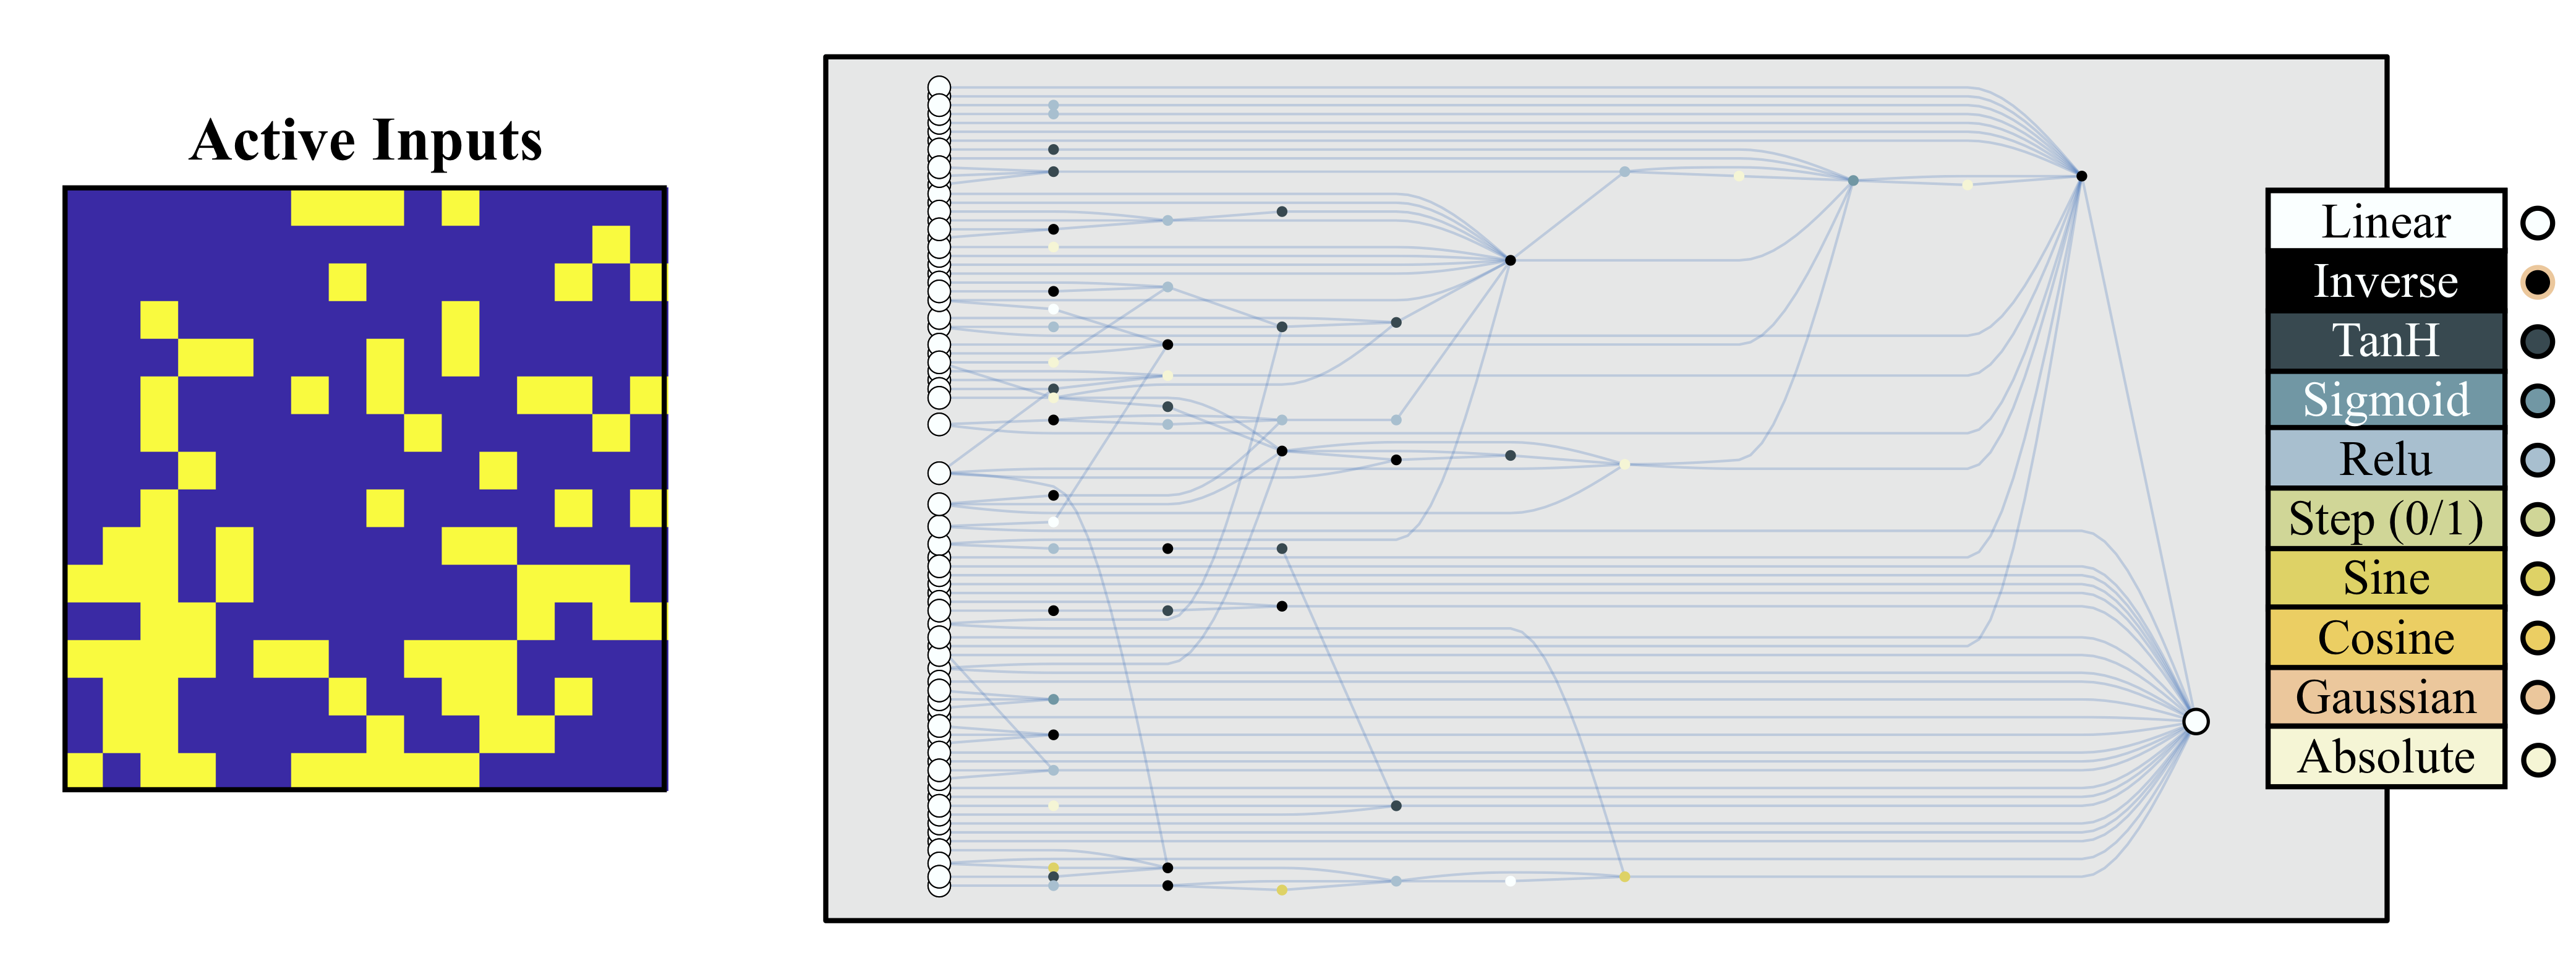 Active Inputs
Linear
Inverse
TanH
Sigmoid
Relu
Step (0/1)
Sine
Cosine
Gaussian
Absolute